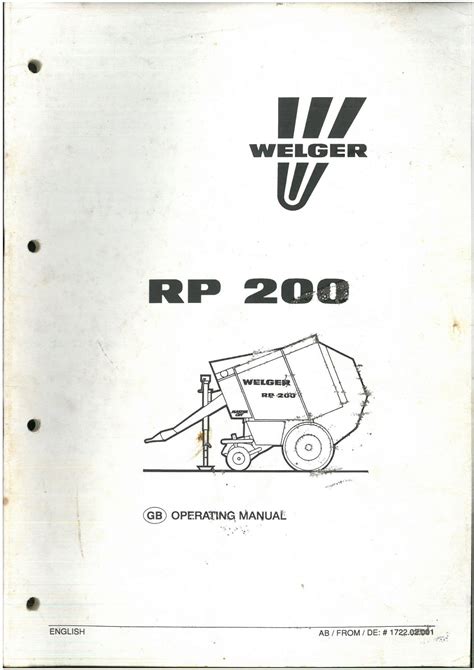 WELGER
RP 200
WELGER
RP-200
GB OPERATING MANUAL
ENGLISH
AB / FROM / DE: # 1722.02.001